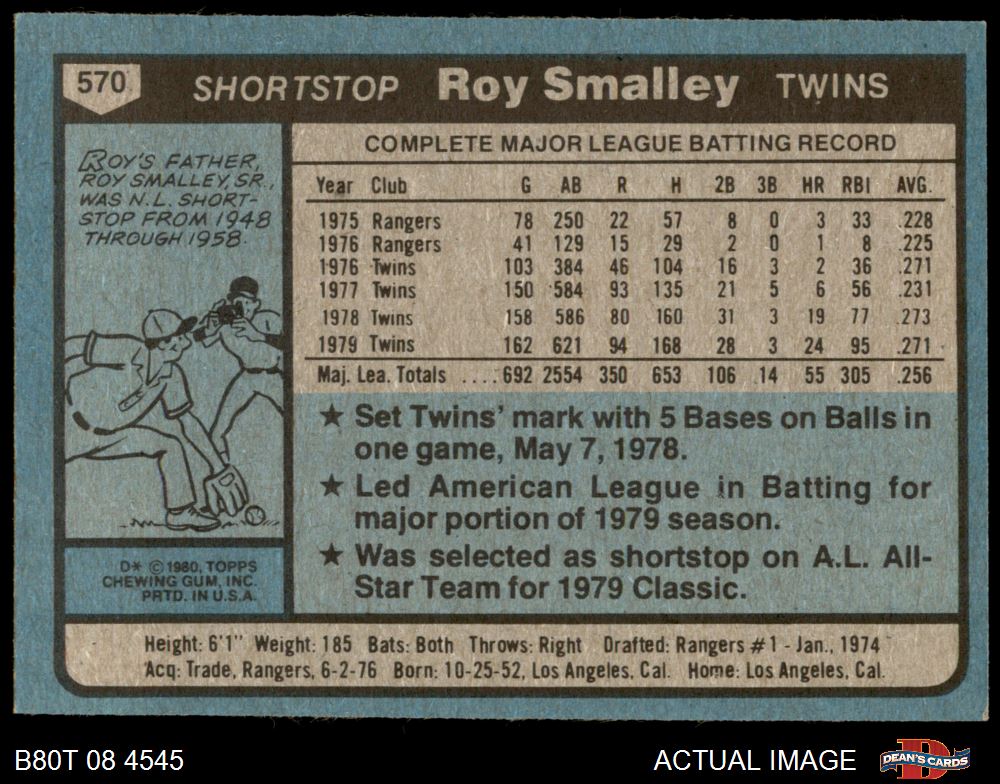 570 SHORTSTOP Roy Smalley TWINS
ROY'S FATHER,
ROY SMALLEY, SR.,
WAS N.L. SHORT-
STOP FROM 1948
THROUGH 1958.
COMPLETE MAJOR LEAGUE BATTING RECORD
Year Club G AB R H 2B 3B HR RBI AVG.
1975 Rangers 78 250 22 57 8 0 3 33 .228
1976 Rangers 41 129 15 29 2 0 1 8 .225
1976 Twins 103 384 46 104 16 3 2 36 .271
1977 Twins 150 584 93 135 21 5 6 56 .231
1978 Twins 158 586 80 160 31 3 19 77 .273
1979 Twins 162 621 94 168 28 3 24 95 .271
Maj. Lea. Totals ....692 2554 350 653 106 14 55 305 .256
★ Set Twins' mark with 5 Bases on Balls in
one game, May 7, 1978.
★ Led American League in Batting for
major portion of 1979 season.
★ Was selected as shortstop on A.L. All-
Star Team for 1979 Classic.
D* © 1980, TOPPS
CHEWING GUM, INC.
PRTD. IN U.S.A.
Height: 6'1" Weight: 185 Bats: Both Throws: Right Drafted: Rangers #1 - Jan., 1974
Acq: Trade, Rangers, 6-2-76 Born: 10-25-52, Los Angeles, Cal. Home: Los Angeles, Cal.
B80T 08 4545 ACTUAL IMAGE DEAN'S CARDS